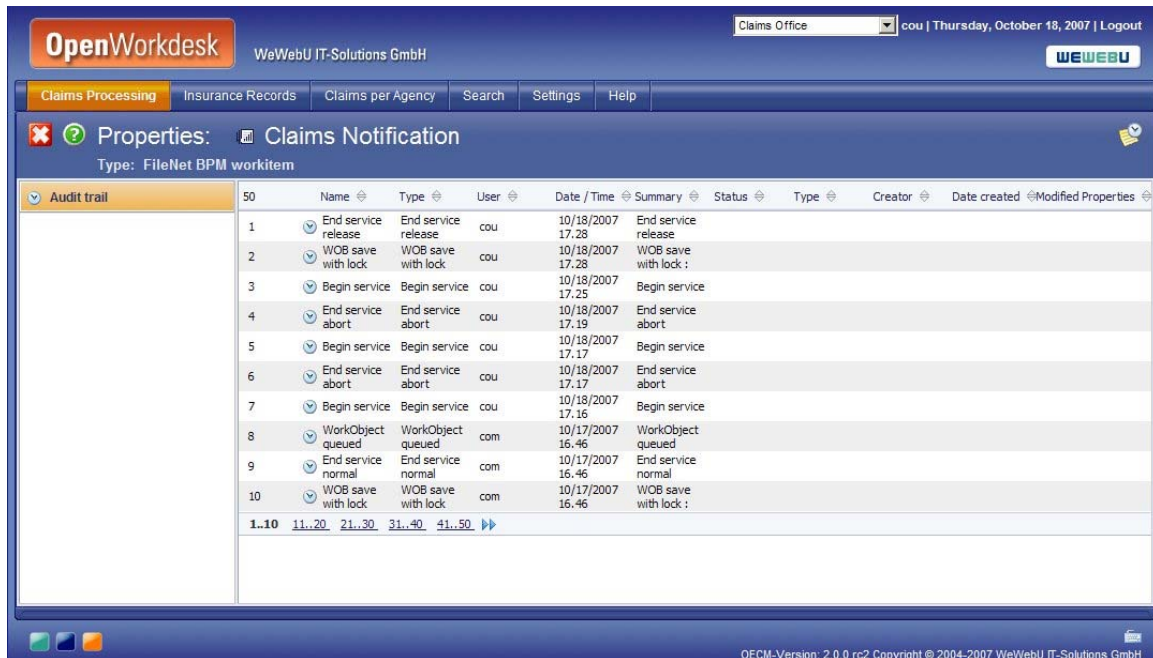 Claims Office cou | Thursday, October 18, 2007 | Logout
OpenWorkdesk WeWebU IT-Solutions GmbH WEWEBU
Claims Processing Insurance Records Claims per Agency Search Settings Help
Properties: Claims Notification
Type: FileNet BPM workitem
Audit trail 50 Name Type User Date / Time Summary Status Type Creator Date created Modified Properties
1 End service release End service release cou 10/18/2007 17.28 End service release
2 WOB save with lock WOB save with lock cou 10/18/2007 17.28 WOB save with lock :
3 Begin service Begin service cou 10/18/2007 17.25 Begin service
4 End service abort End service abort cou 10/18/2007 17.19 End service abort
5 Begin service Begin service cou 10/18/2007 17.17 Begin service
6 End service abort End service abort cou 10/18/2007 17.17 End service abort
7 Begin service Begin service cou 10/18/2007 17.16 Begin service
8 WorkObject queued WorkObject queued com 10/17/2007 16.46 WorkObject queued
9 End service normal End service normal com 10/17/2007 16.46 End service normal
10 WOB save with lock WOB save with lock com 10/17/2007 16.46 WOB save with lock :
1..10 11..20 21..30 31..40 41..50
OECM-Version: 2.0.0 rc2 Copyright © 2004-2007 WeWebU IT-Solutions GmbH